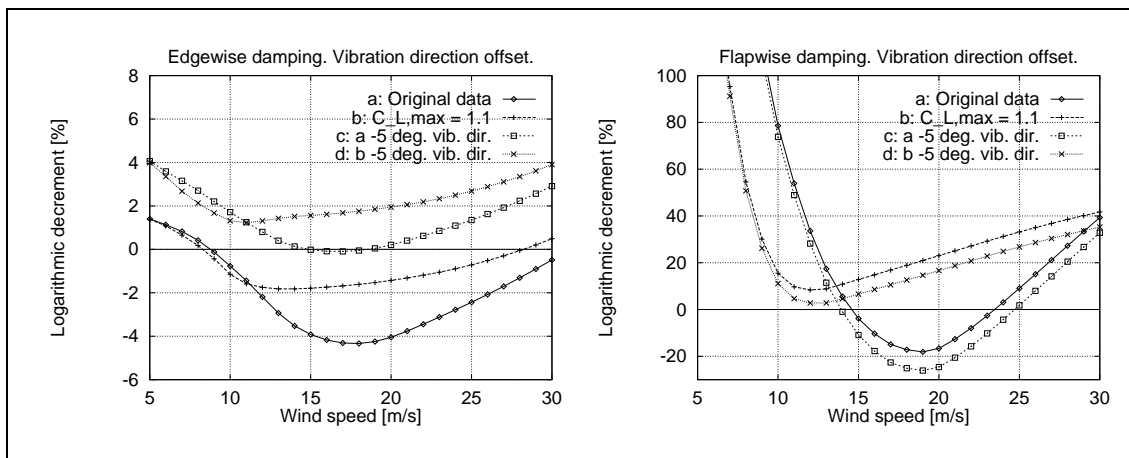 Edgewise damping. Vibration direction offset.
8
6
4
2
0
-2
-4
-6
Logarithmic decrement [%]
a: Original data
b: C_L,max = 1.1
c: a -5 deg. vib. dir.
d: b -5 deg. vib. dir.
5
10
15
20
25
30
Wind speed [m/s]
Flapwise damping. Vibration direction offset.
100
80
60
40
20
0
-20
Logarithmic decrement [%]
a: Original data
b: C_L,max = 1.1
c: a -5 deg. vib. dir.
d: b -5 deg. vib. dir.
5
10
15
20
25
30
Wind speed [m/s]